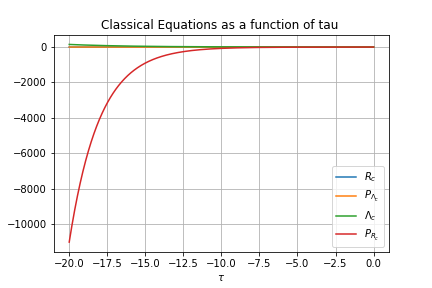 Classical Equations as a function of tau
0
−2000
−4000
−6000
−8000
−10000
R_c
P_{Λ_c}
Λ_c
P_{R_c}
−20.0 −17.5 −15.0 −12.5 −10.0 −7.5 −5.0 −2.5 0.0
τ